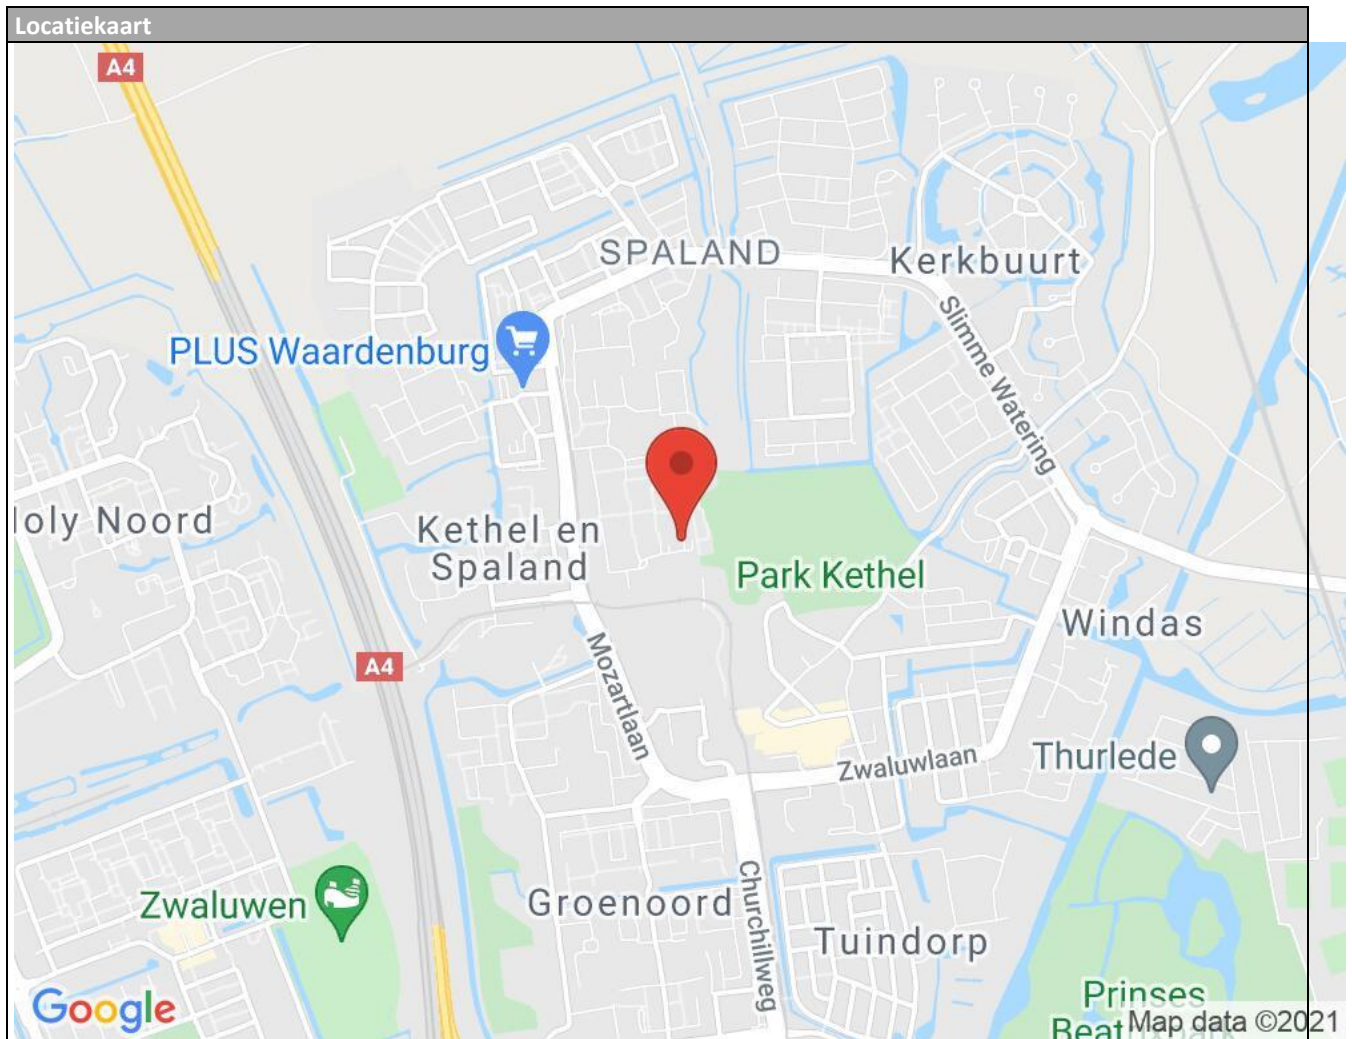 Locatiekaart
A4
SPALAND
Kerkbuurt
Slimme Watering
PLUS Waardenburg
oly Noord
Kethel en
Spaland
Park Kethel
Windas
A4
Mozartlaan
Zwaluwlaan
Thurlede
Zwaluwen
Groenoord
Churchillweg
Tuindorp
Prinses
Google
Map data ©2021